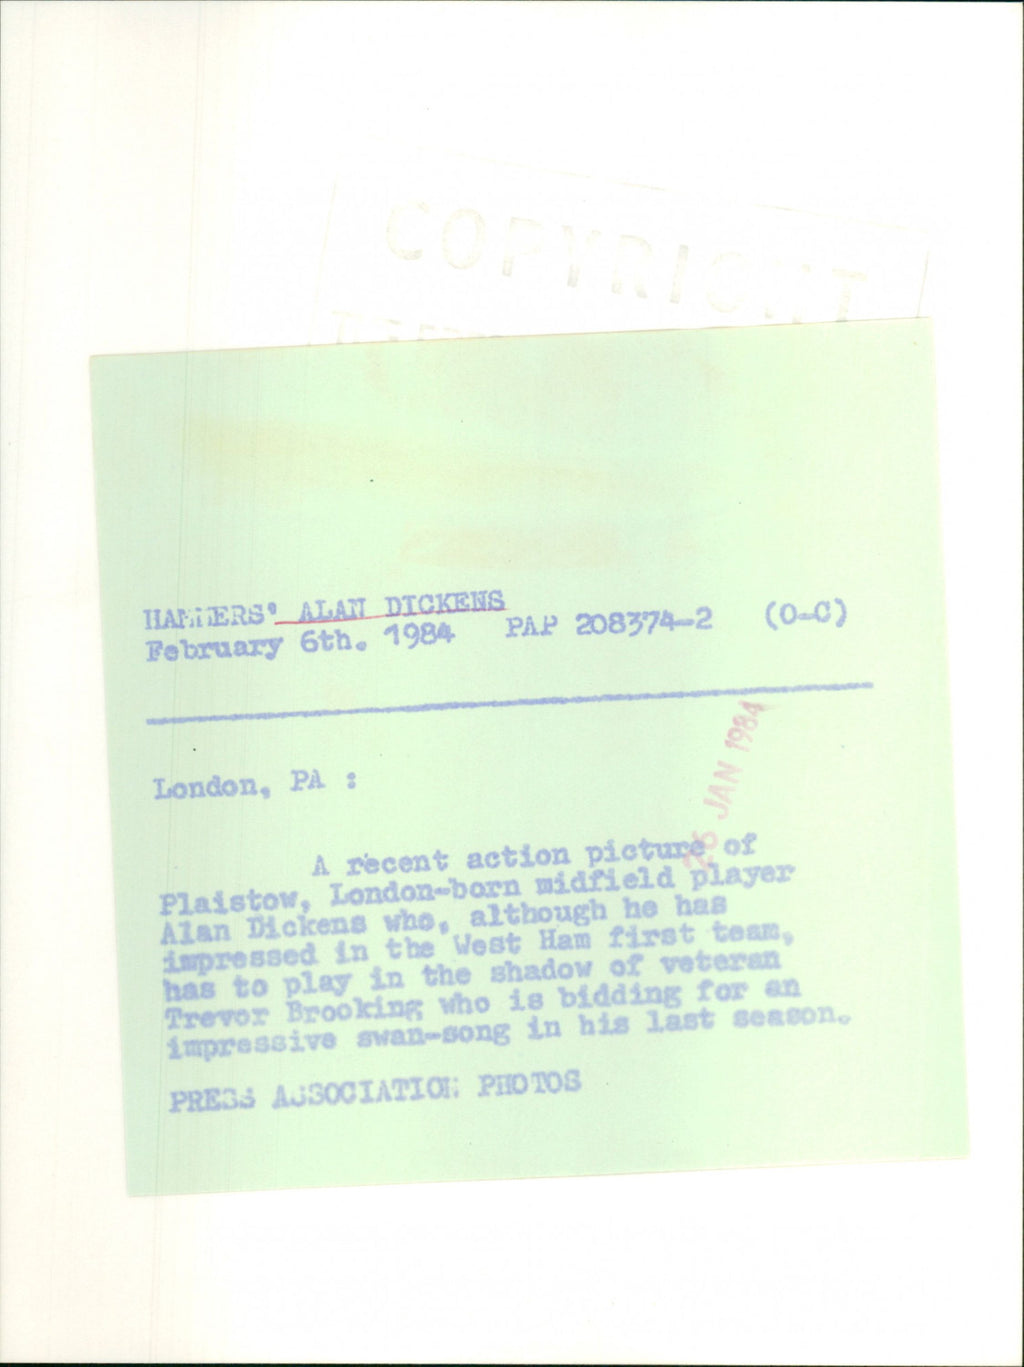 COPYRIGHT
HAMMERS' ALAN DICKENS
February 6th. 1984 PAP 208374-2 (O-C)
London, PA :
26 JAN 1984
A recent action picture of
Plaistow, London-born midfield player
Alan Dickens who, although he has
impressed in the West Ham first team,
has to play in the shadow of veteran
Trevor Brooking who is bidding for an
impressive swan-song in his last season.
PRESS ASSOCIATION PHOTOS